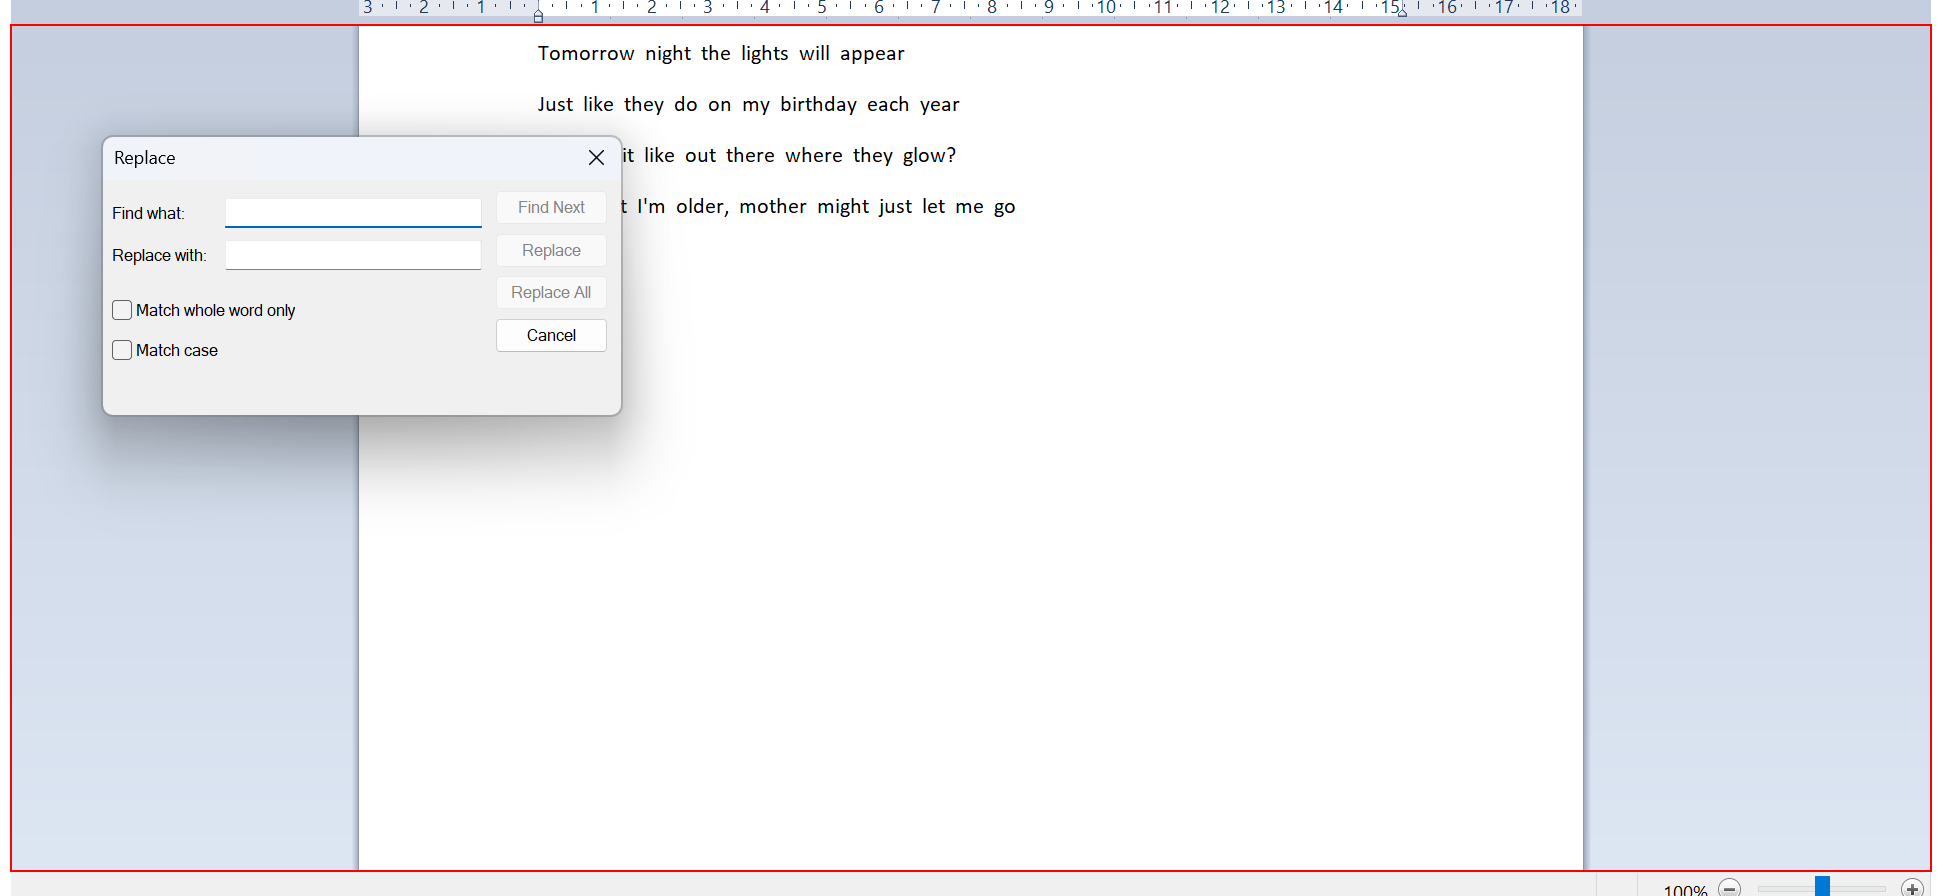 3 2 1 1 2 3 4 5 6 7 8 9 10 11 12 13 14 15 16 17 18
Tomorrow night the lights will appear
Just like they do on my birthday each year
it like out there where they glow?
I'm older, mother might just let me go
Replace
Find what:
Find Next
Replace with:
Replace
Replace All
Match whole word only
Cancel
Match case
100%